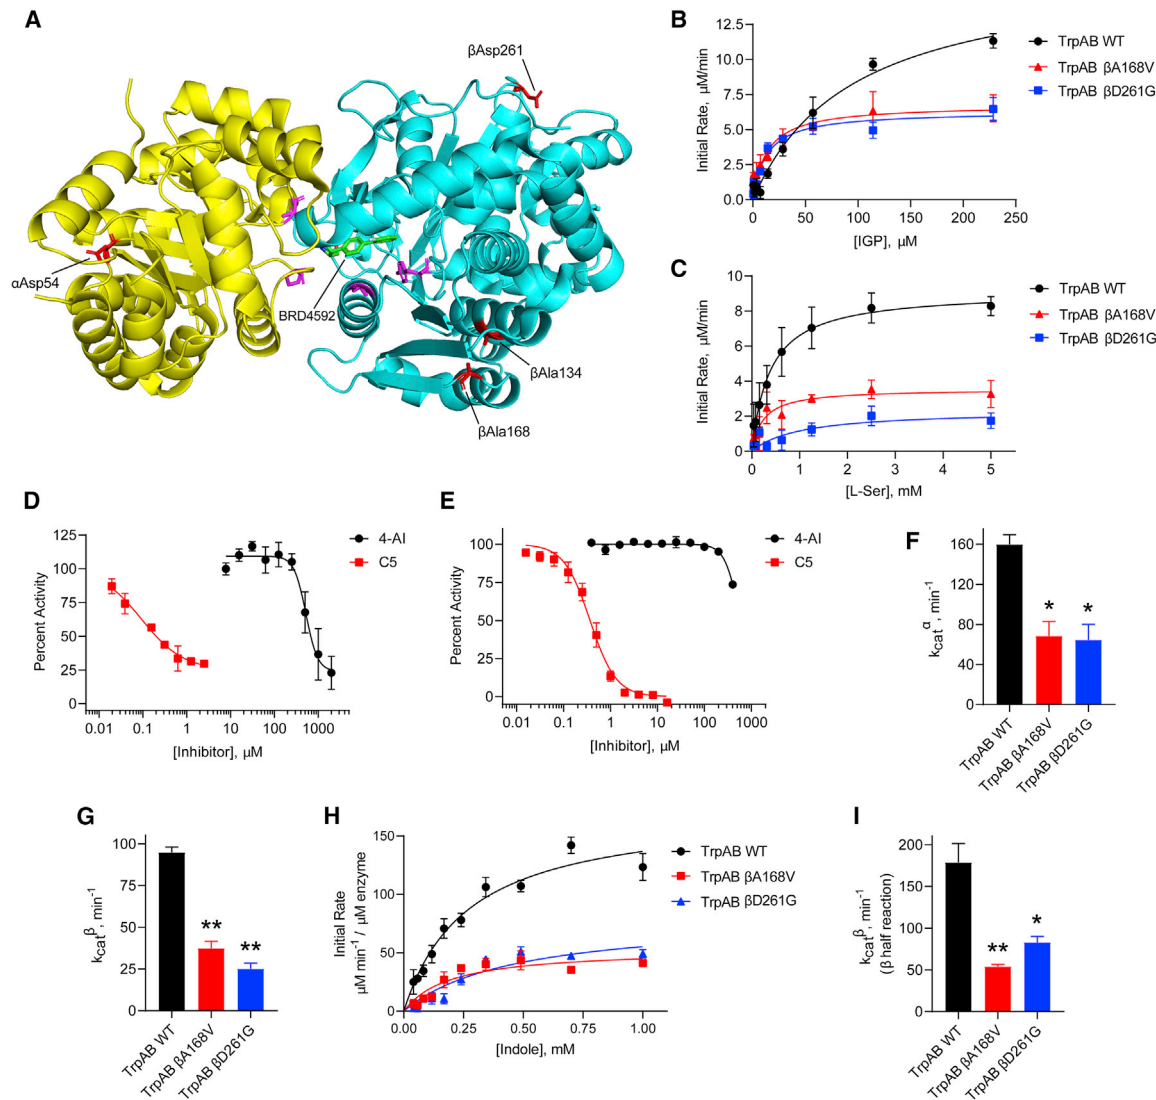 A
βAsp261
αAsp54
BRD4592
βAla134
βAla168
B
Initial Rate, μM/min
12.5
10.0
7.5
5.0
2.5
0.0
0 50 100 150 200 250
[IGP], μM
TrpAB WT
TrpAB βA168V
TrpAB βD261G
C
Initial Rate, μM/min
10
8
6
4
2
0
0 1 2 3 4 5
[L-Ser], mM
TrpAB WT
TrpAB βA168V
TrpAB βD261G
D
Percent Activity
125
100
75
50
25
0
0.01 0.1 1 10 100 1000
[Inhibitor], μM
4-AI
C5
E
Percent Activity
100
75
50
25
0
0.01 0.1 1 10 100 1000
[Inhibitor], μM
4-AI
C5
F
kcat α, min-1
160
120
80
40
0
* *
TrpAB WT
TrpAB βA168V
TrpAB βD261G
G
kcat β, min-1
100
75
50
25
0
** **
TrpAB WT
TrpAB βA168V
TrpAB βD261G
H
Initial Rate
μM min-1 / μM enzyme
150
100
50
0
0.00 0.25 0.50 0.75 1.00
[Indole], mM
TrpAB WT
TrpAB βA168V
TrpAB βD261G
I
kcat β, min-1
(β half reaction)
200
150
100
50
0
** *
TrpAB WT
TrpAB βA168V
TrpAB βD261G